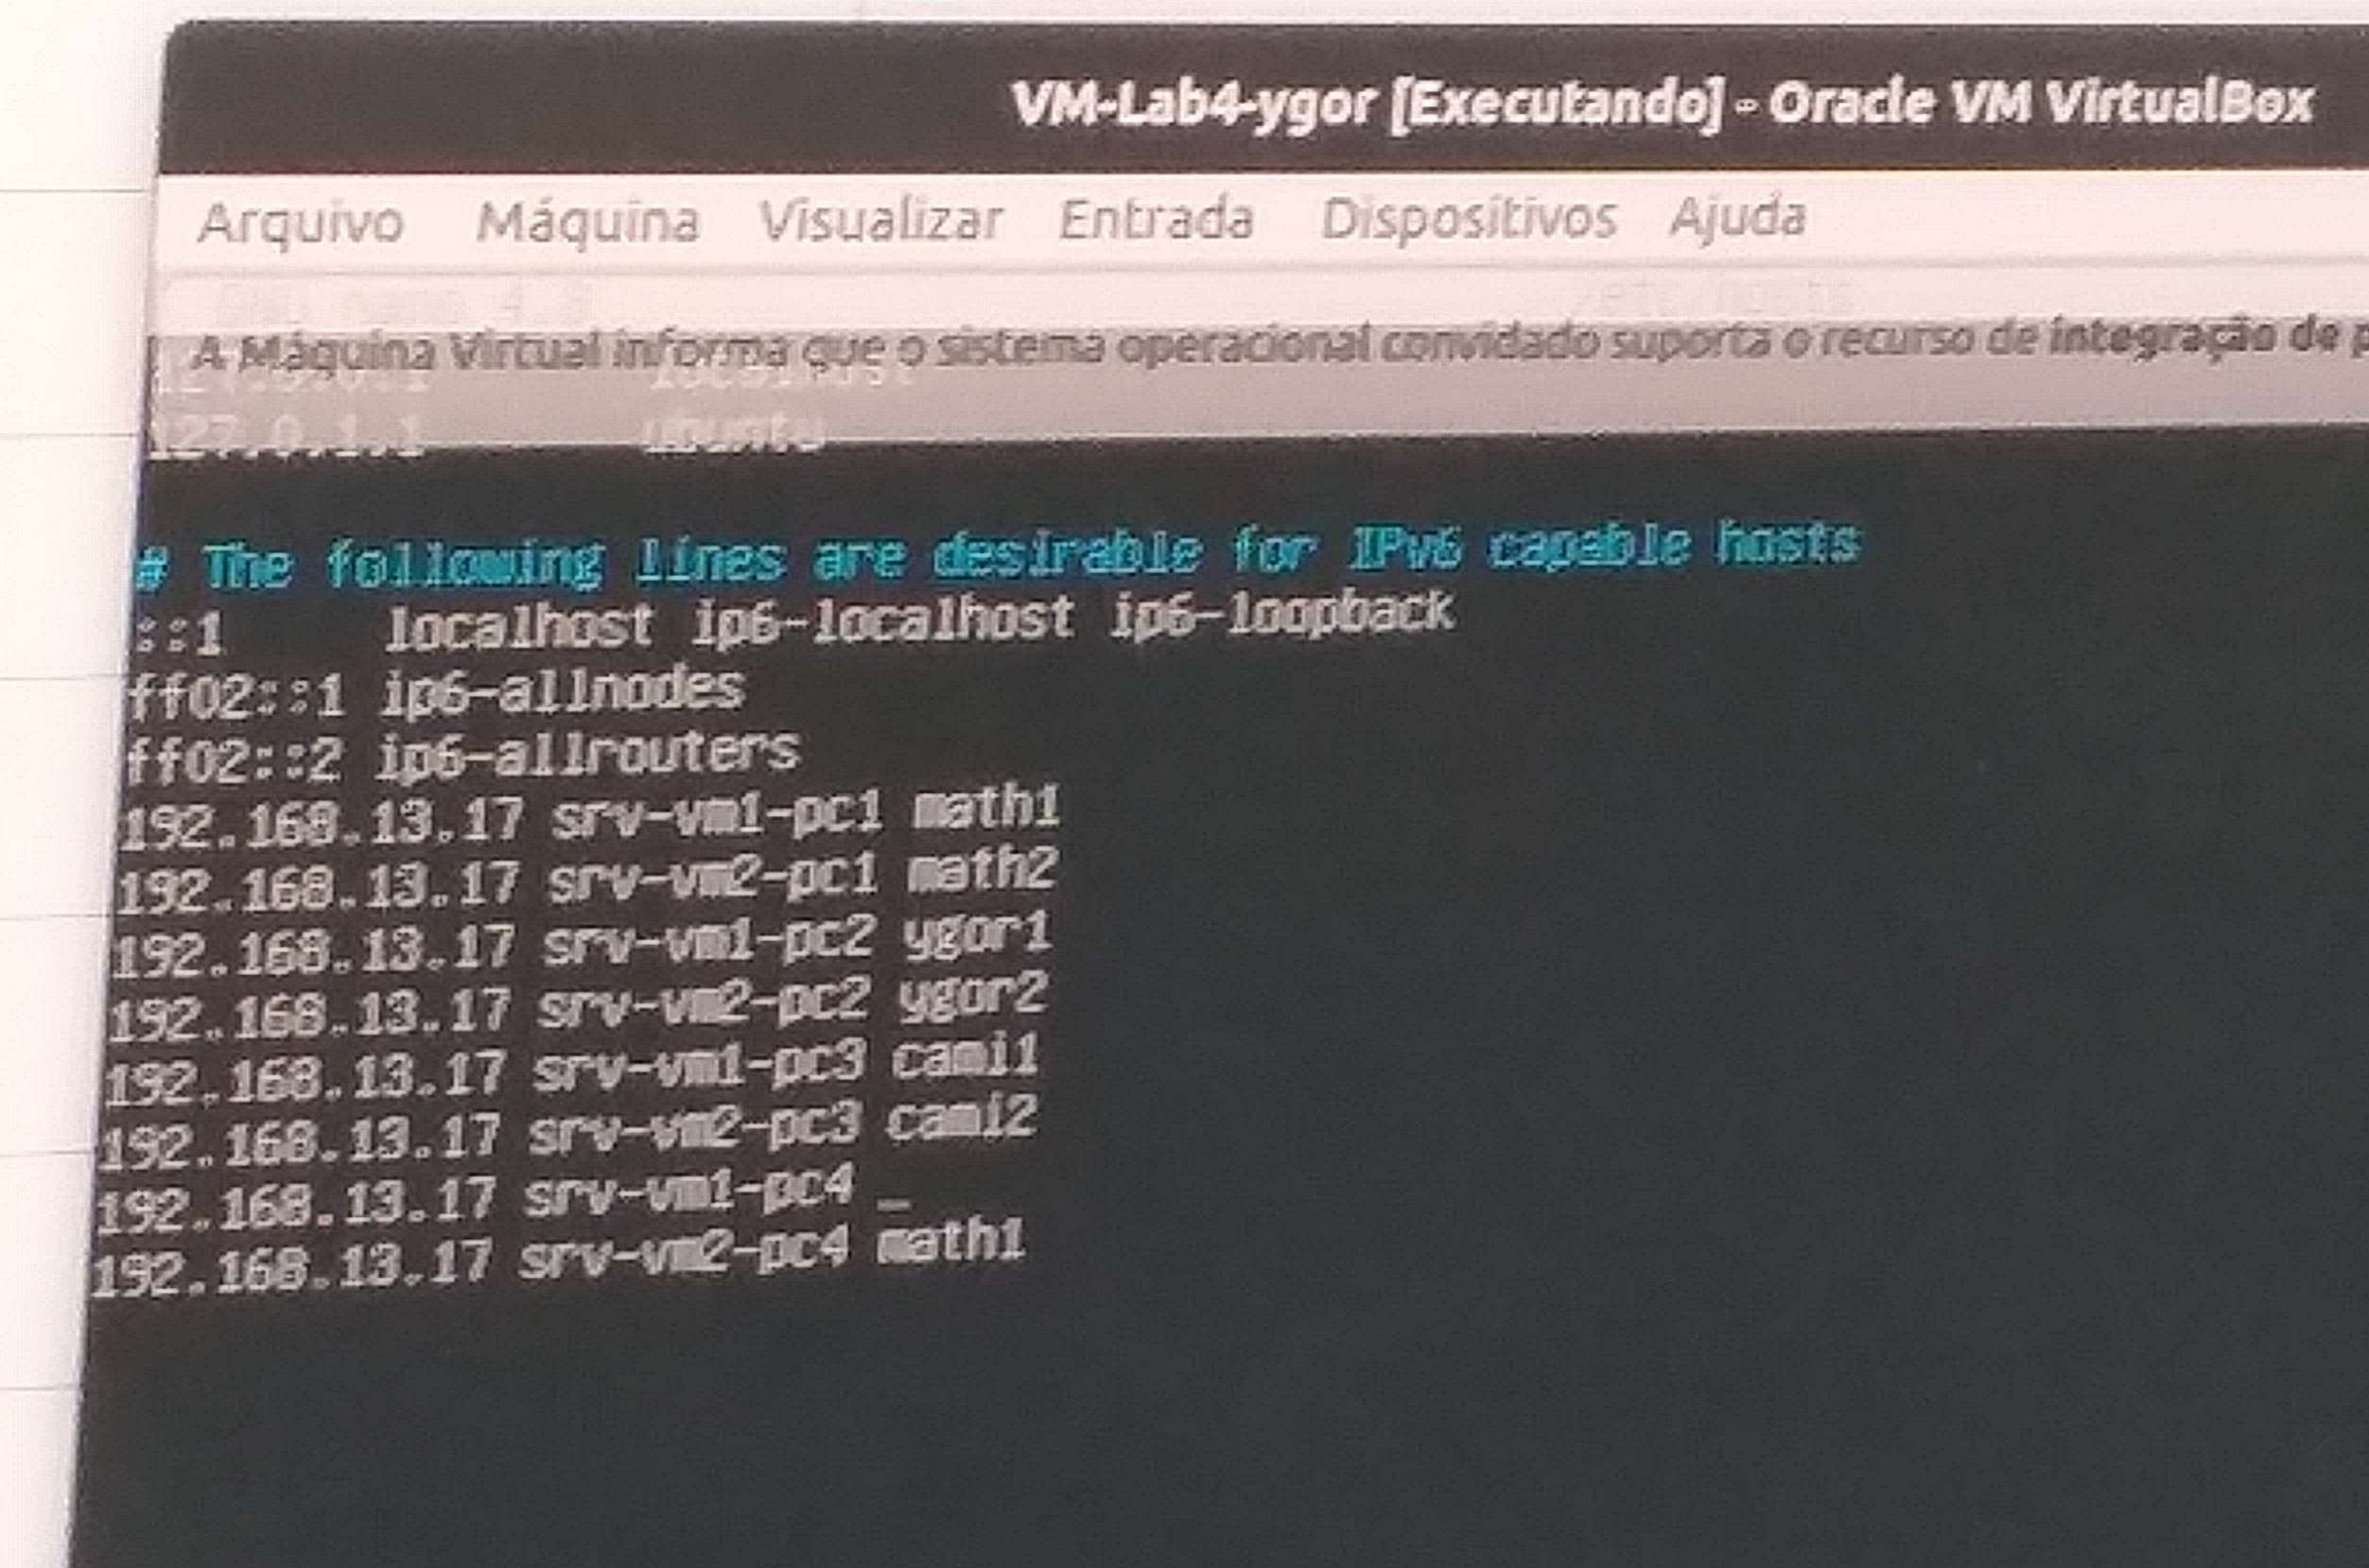 VM-Lab4-ygor [Executando] - Oracle VM VirtualBox
Arquivo Máquina Visualizar Entrada Dispositivos Ajuda
GNU nano /etc/hosts
A Máquina Virtual informa que o sistema operacional convidado suporta o recurso de integração de
127.0.0.1 localhost
127.0.1.1 ubuntu
# The following lines are desirable for IPv6 capable hosts
::1 localhost ip6-localhost ip6-loopback
ff02::1 ip6-allnodes
ff02::2 ip6-allrouters
192.168.13.17 srv-vm1-pc1 math1
192.168.13.17 srv-vm2-pc1 math2
192.168.13.17 srv-vm1-pc2 ygor1
192.168.13.17 srv-vm2-pc2 ygor2
192.168.13.17 srv-vm1-pc3 cami1
192.168.13.17 srv-vm2-pc3 cami2
192.168.13.17 srv-vm1-pc4 _
192.168.13.17 srv-vm2-pc4 math1